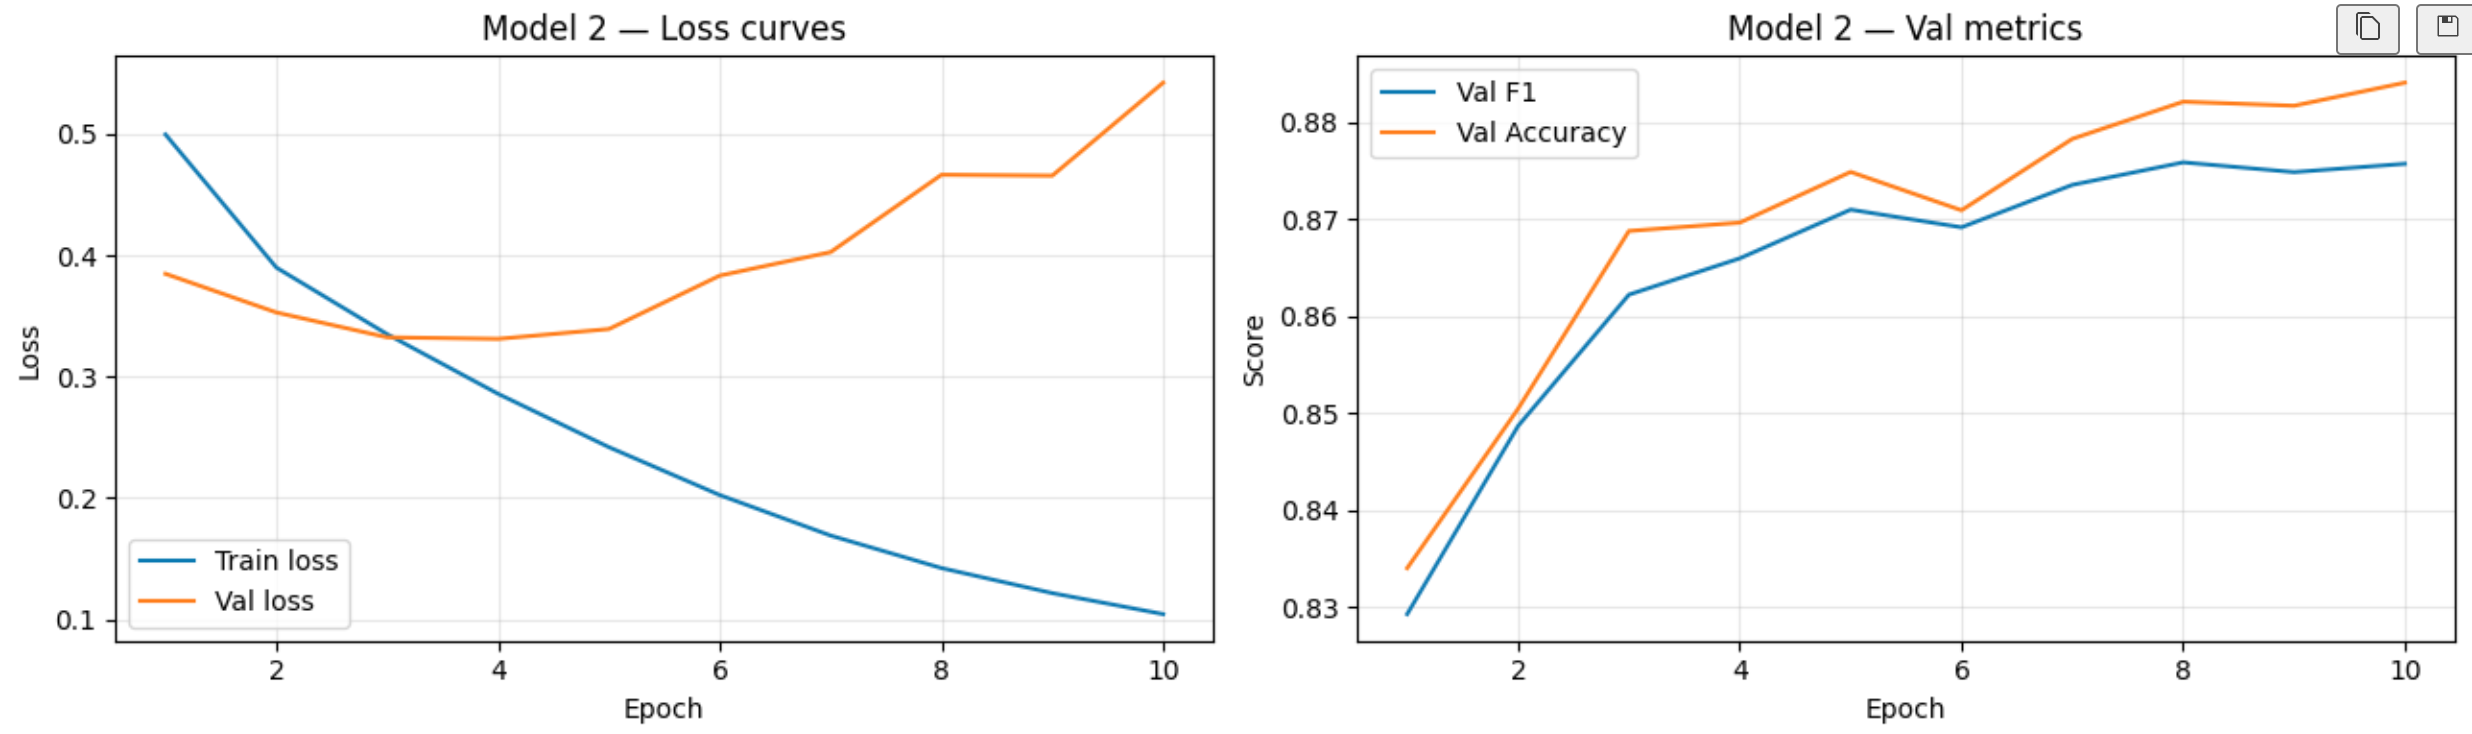 Model 2 — Loss curves
0.5
0.4
0.3
0.2
0.1
Loss
Train loss
Val loss
2 4 6 8 10
Epoch
Model 2 — Val metrics
Val F1
Val Accuracy
0.88
0.87
0.86
0.85
0.84
0.83
Score
2 4 6 8 10
Epoch